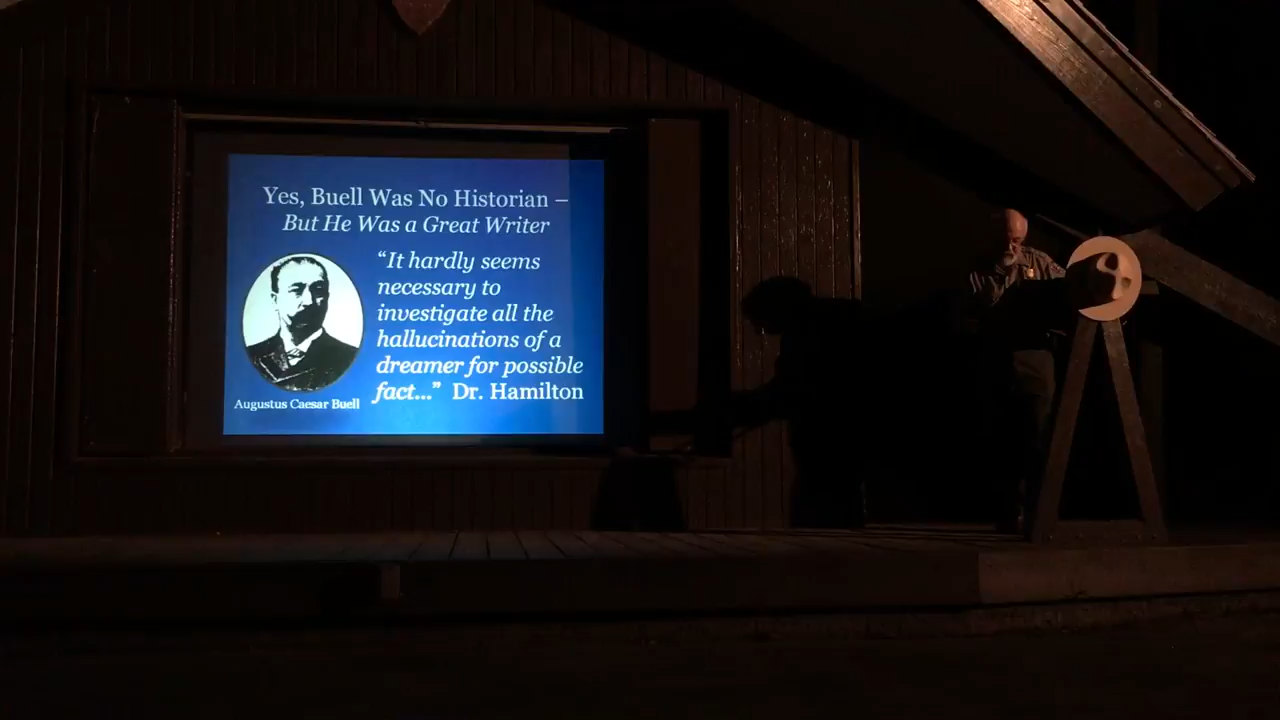 Yes, Buell Was No Historian –
But He Was a Great Writer
“It hardly seems
necessary to
investigate all the
hallucinations of a
dreamer for possible
fact...” Dr. Hamilton
Augustus Caesar Buell